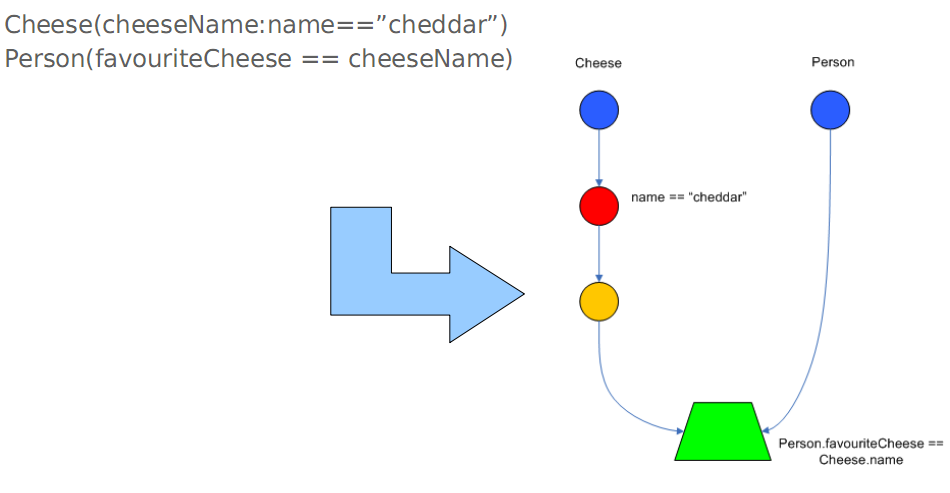 Cheese(cheeseName:name==”cheddar”)
Person(favouriteCheese == cheeseName)
Cheese
Person
name == “cheddar”
Person.favouriteCheese ==
Cheese.name